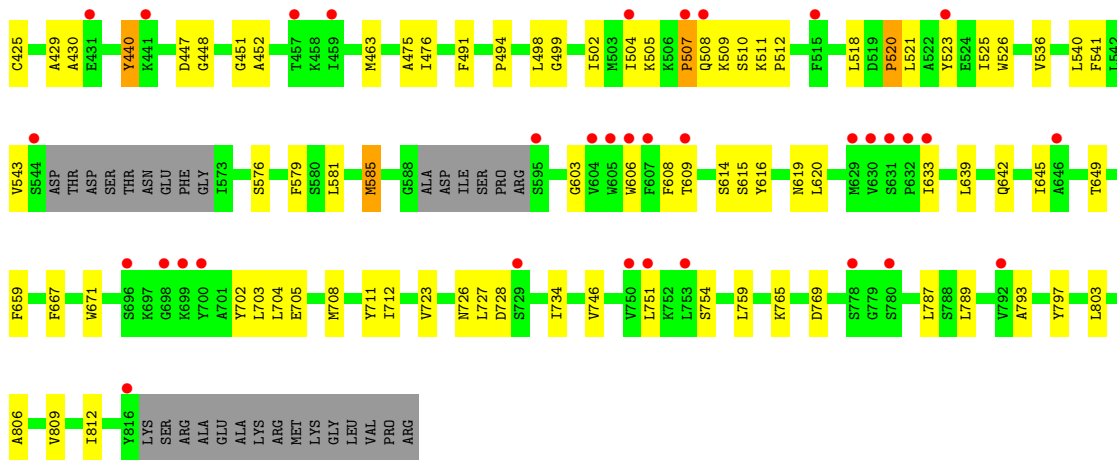 C425 A429 A430 E431 Y440 K441 D447 G448 G451 A452 T457 K458 I459 M463 A475 I476 F491 P494 L498 G499 I502 M503 I504 K505 K506 P507 Q508 K509 S510 K511 P512 F515 L518 D519 P520 L521 A522 Y523 E524 I525 W526 V536 L540 F541 L542
V543 S544 ASP THR ASP SER THR ASN GLU PHE GLY I573 S576 F579 S580 L581 M585 G588 ALA ASP ILE SER PRO ARG S595 G603 V604 W605 W606 F607 F608 T609 S614 S615 Y616 N619 L620 M629 V630 S631 P632 I633 L639 Q642 I645 A646 T649
F659 F667 W671 S696 K697 G698 K699 Y700 A701 Y702 L703 L704 E705 M708 Y711 I712 V723 N726 L727 D728 S729 I734 V746 V750 L751 K752 L753 S754 L759 K765 D769 S778 G779 S780 L787 S788 L789 V792 A793 Y797 L803
A806 V809 I812 Y816 LYS SER ARG ALA GLU ALA LYS ARG MET LYS GLY LEU VAL PRO ARG